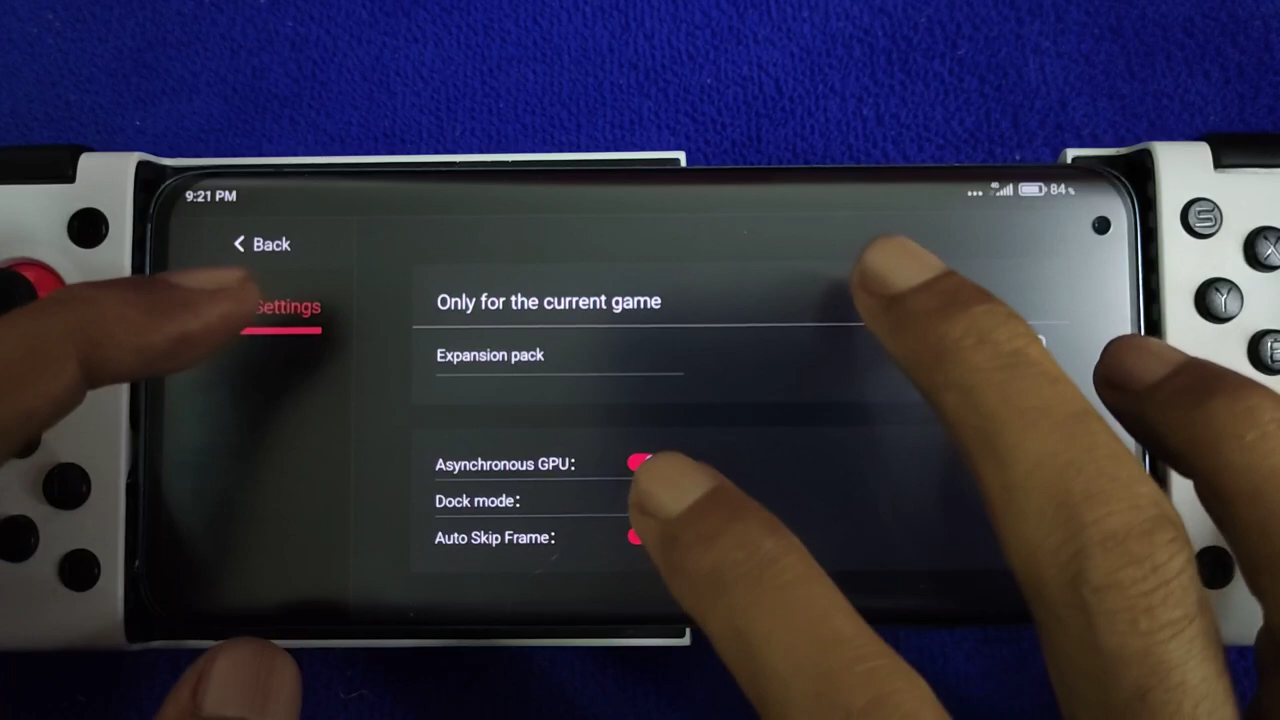 9:21 PM
4G
84%
Back
Settings
Only for the current game
Expansion pack
Asynchronous GPU:
Dock mode:
Auto Skip Frame:
S
X
Y